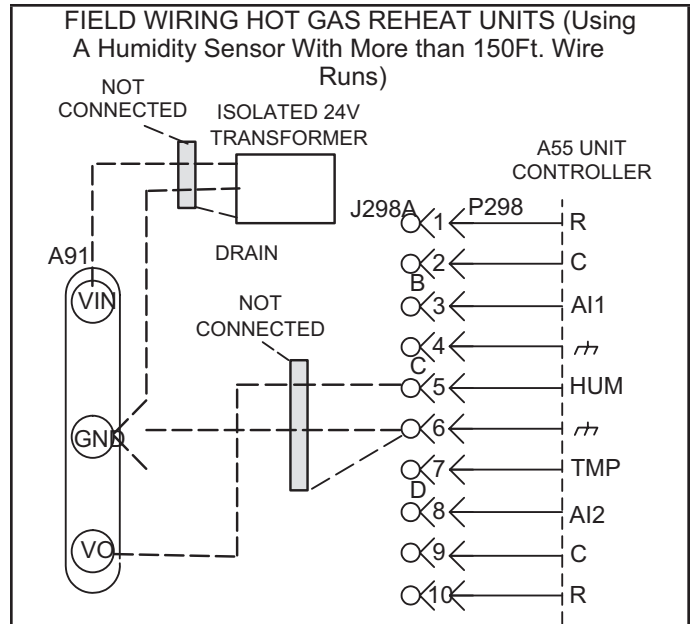 FIELD WIRING HOT GAS REHEAT UNITS (Using
A Humidity Sensor With More than 150Ft. Wire
Runs)
NOT
CONNECTED
ISOLATED 24V
TRANSFORMER
A55 UNIT
CONTROLLER
DRAIN
A91
VIN
GND
VO
NOT
CONNECTED
J298A
P298
1 R
2 C
B
3 AI1
4
C
5 HUM
6
7 TMP
D
8 AI2
9 C
10 R